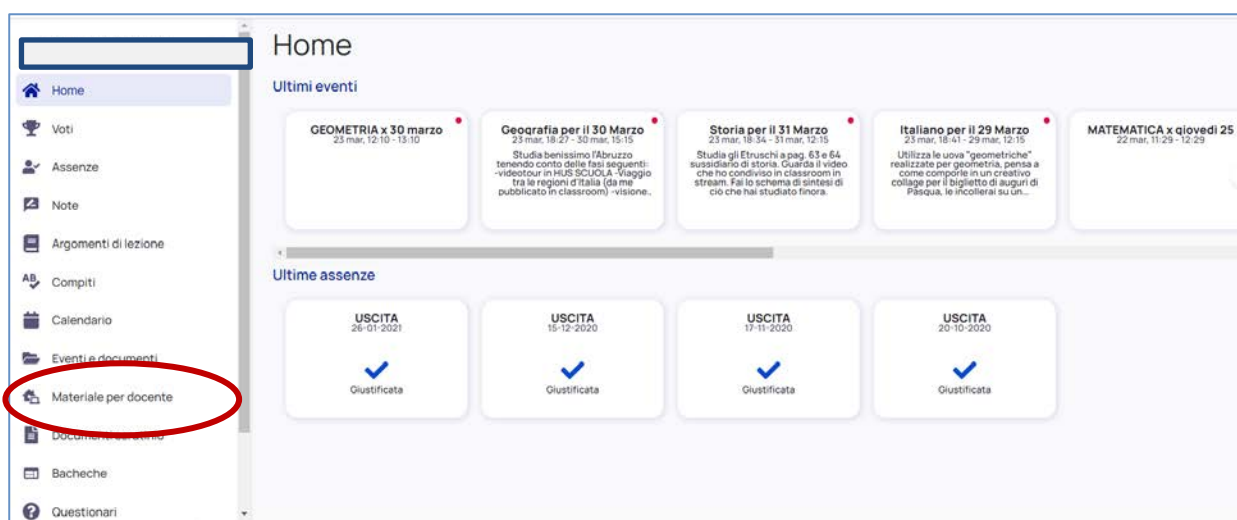 Home
Voti
Assenze
Note
Argomenti di lezione
Compiti
Calendario
Eventi e documenti
Materiale per docente
Documenti scrutinio
Bacheche
Questionari
Home
Ultimi eventi
GEOMETRIA x 30 marzo
23 mar, 12:10 - 13:10
Geografia per il 30 Marzo
23 mar, 18:27 - 30 mar, 15:15
Studia benissimo l'Abruzzo
tenendo conto delle fasi seguenti:
-videotour in HUS SCUOLA -Viaggio
tra le regioni d'Italia (da me
pubblicato in classroom) -visione..
Storia per il 31 Marzo
23 mar, 18:34 - 31 mar, 12:15
Studia gli Etruschi a pag. 63 e 64
sussidiario di storia. Guarda il video
che ho condiviso in classroom in
stream. Fai lo schema di sintesi di
ciò che hai studiato finora.
Italiano per il 29 Marzo
23 mar, 18:41 - 29 mar, 12:15
Utilizza le uova "geometriche"
realizzate per geometria, pensa a
come comporle in un creativo
collage per il biglietto di auguri di
Pasqua, le incollerai su un...
MATEMATICA x giovedì 25
22 mar, 11:29 - 12:29
Ultime assenze
USCITA
26-01-2021
Giustificata
USCITA
15-12-2020
Giustificata
USCITA
17-11-2020
Giustificata
USCITA
20-10-2020
Giustificata